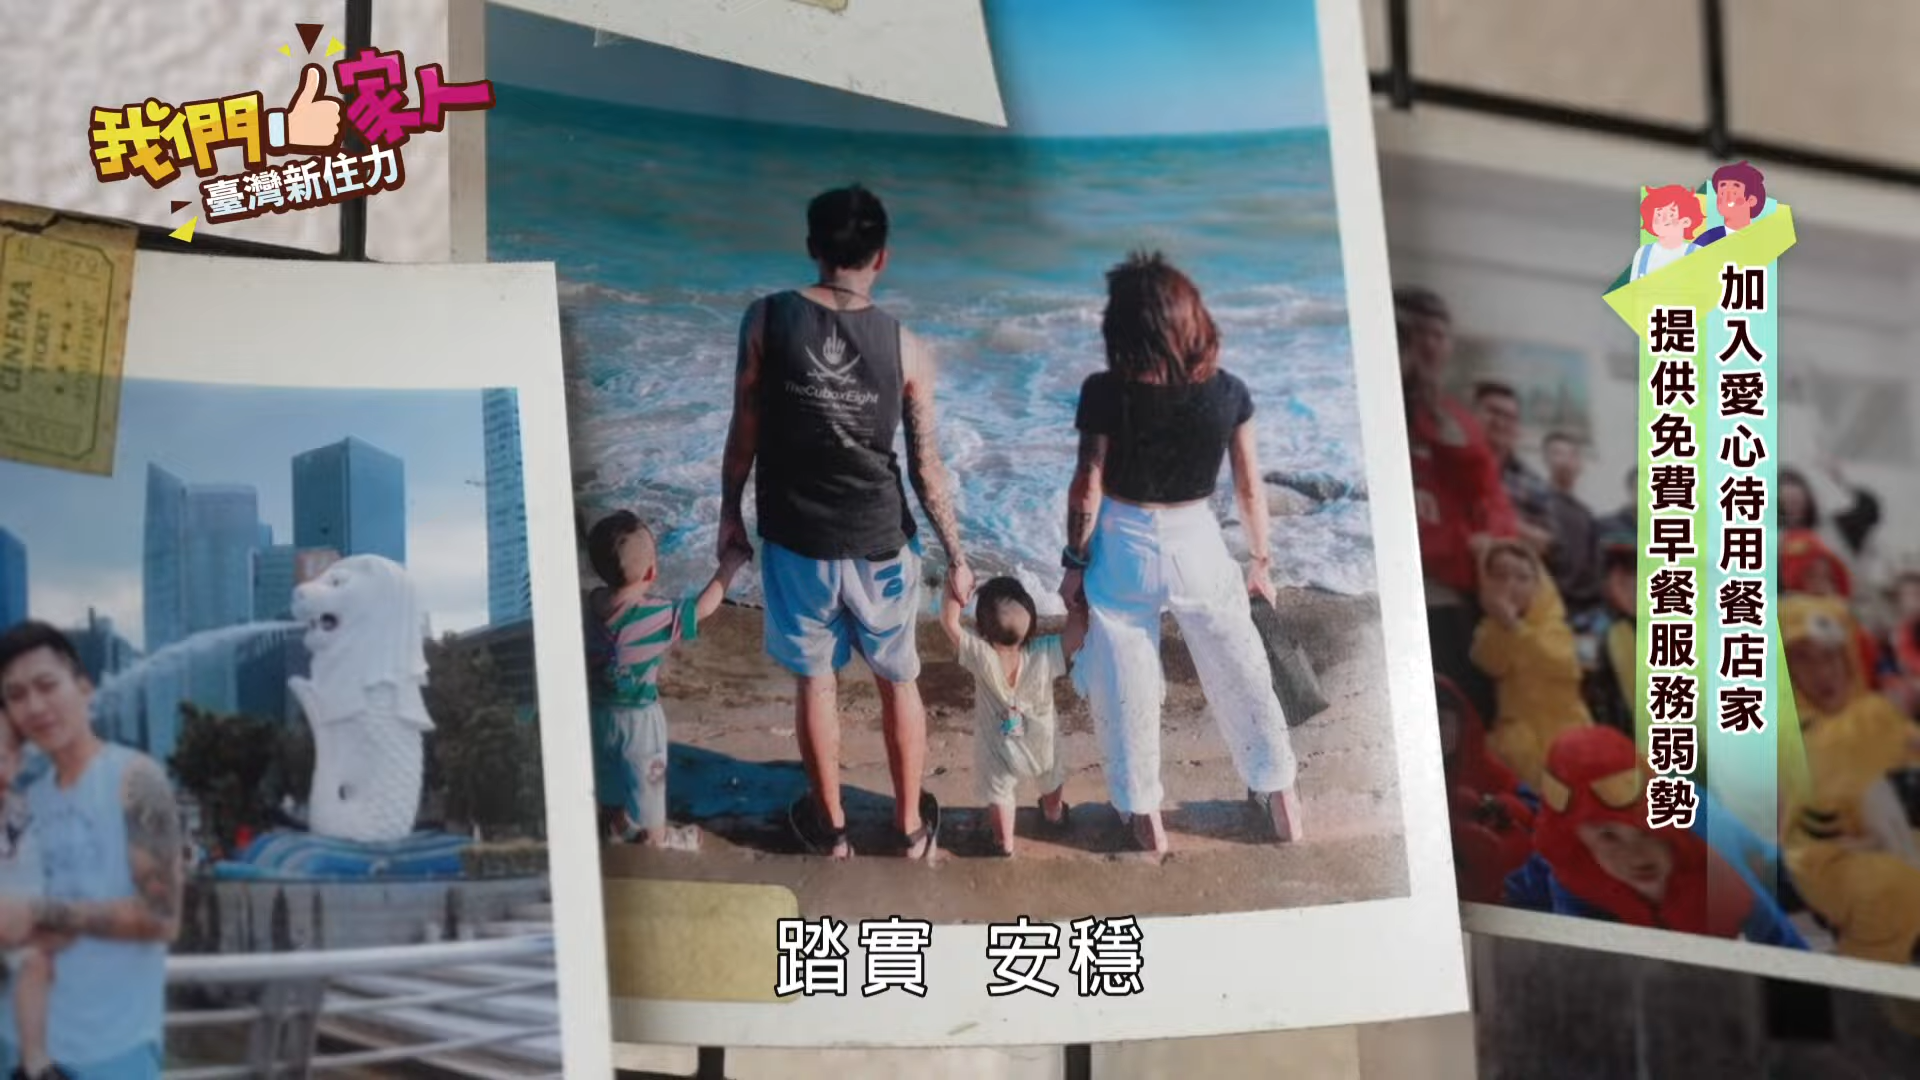 我們家人
臺灣新住力
CINEMA
TICKET
TheCuboxEight
加入愛心待用餐店家
提供免費早餐服務弱勢
踏實 安穩